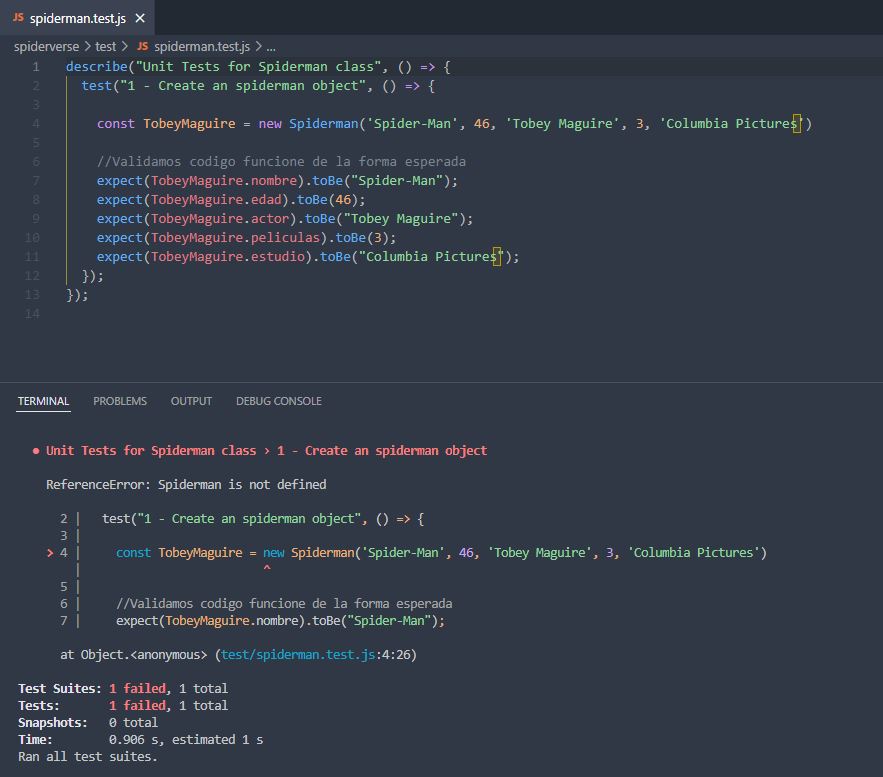 JS spiderman.test.js ×
spiderverse > test > JS spiderman.test.js > ...
1 describe("Unit Tests for Spiderman class", () => {
2 test("1 - Create an spiderman object", () => {
3
4 const TobeyMaguire = new Spiderman('Spider-Man', 46, 'Tobey Maguire', 3, 'Columbia Pictures')
5
6 //Validamos codigo funcione de la forma esperada
7 expect(TobeyMaguire.nombre).toBe("Spider-Man");
8 expect(TobeyMaguire.edad).toBe(46);
9 expect(TobeyMaguire.actor).toBe("Tobey Maguire");
10 expect(TobeyMaguire.peliculas).toBe(3);
11 expect(TobeyMaguire.estudio).toBe("Columbia Pictures");
12 });
13 });
14
TERMINAL PROBLEMS OUTPUT DEBUG CONSOLE
● Unit Tests for Spiderman class › 1 - Create an spiderman object
ReferenceError: Spiderman is not defined
2 | test("1 - Create an spiderman object", () => {
3 |
> 4 | const TobeyMaguire = new Spiderman('Spider-Man', 46, 'Tobey Maguire', 3, 'Columbia Pictures')
| ^
5 |
6 | //Validamos codigo funcione de la forma esperada
7 | expect(TobeyMaguire.nombre).toBe("Spider-Man");
at Object.<anonymous> (test/spiderman.test.js:4:26)
Test Suites: 1 failed, 1 total
Tests: 1 failed, 1 total
Snapshots: 0 total
Time: 0.906 s, estimated 1 s
Ran all test suites.